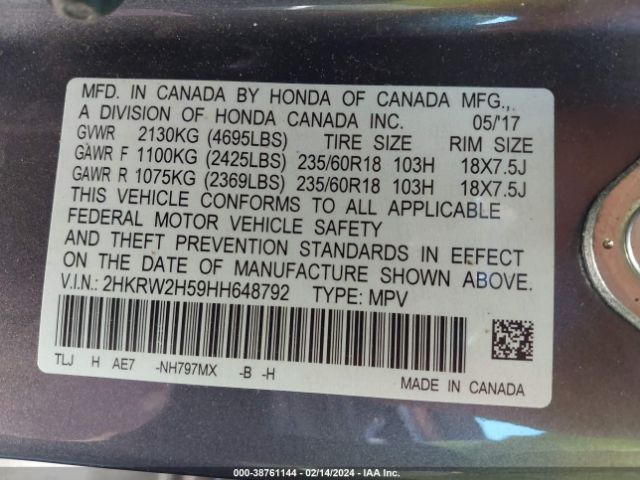 MFD. IN CANADA BY HONDA OF CANADA MFG.,
A DIVISION OF HONDA CANADA INC. 05/'17
GVWR 2130KG (4695LBS) TIRE SIZE RIM SIZE
GAWR F 1100KG (2425LBS) 235/60R18 103H 18X7.5J
GAWR R 1075KG (2369LBS) 235/60R18 103H 18X7.5J
THIS VEHICLE CONFORMS TO ALL APPLICABLE
FEDERAL MOTOR VEHICLE SAFETY
AND THEFT PREVENTION STANDARDS IN EFFECT
ON THE DATE OF MANUFACTURE SHOWN ABOVE.
V.I.N.: 2HKRW2H59HH648792 TYPE: MPV
TLJ H AE7 -NH797MX -B -H
MADE IN CANADA
000-38761144 - 02/14/2024 - IAA Inc.